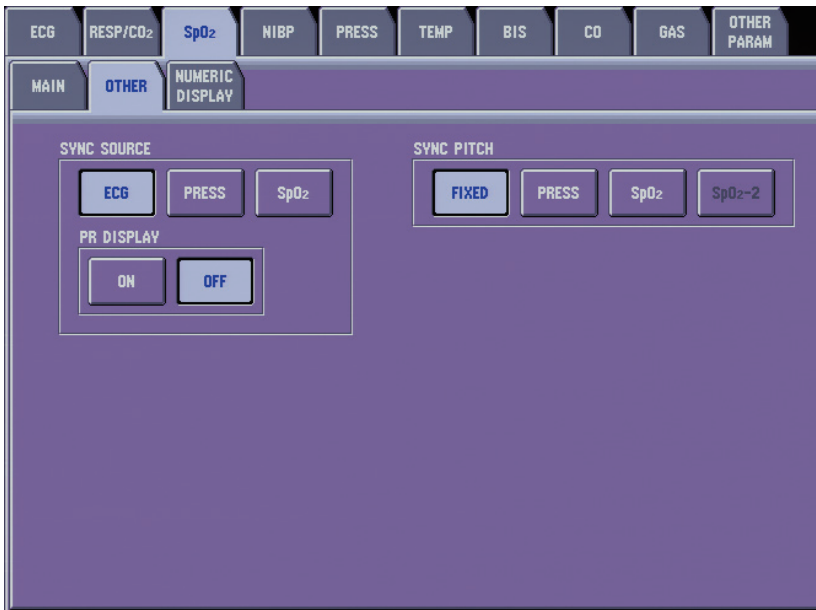 ECG RESP/CO₂ SpO₂ NIBP PRESS TEMP BIS CO GAS OTHER PARAM
MAIN OTHER NUMERIC DISPLAY
SYNC SOURCE SYNC PITCH
ECG PRESS SpO₂ FIXED PRESS SpO₂ SpO₂-2
PR DISPLAY
ON OFF